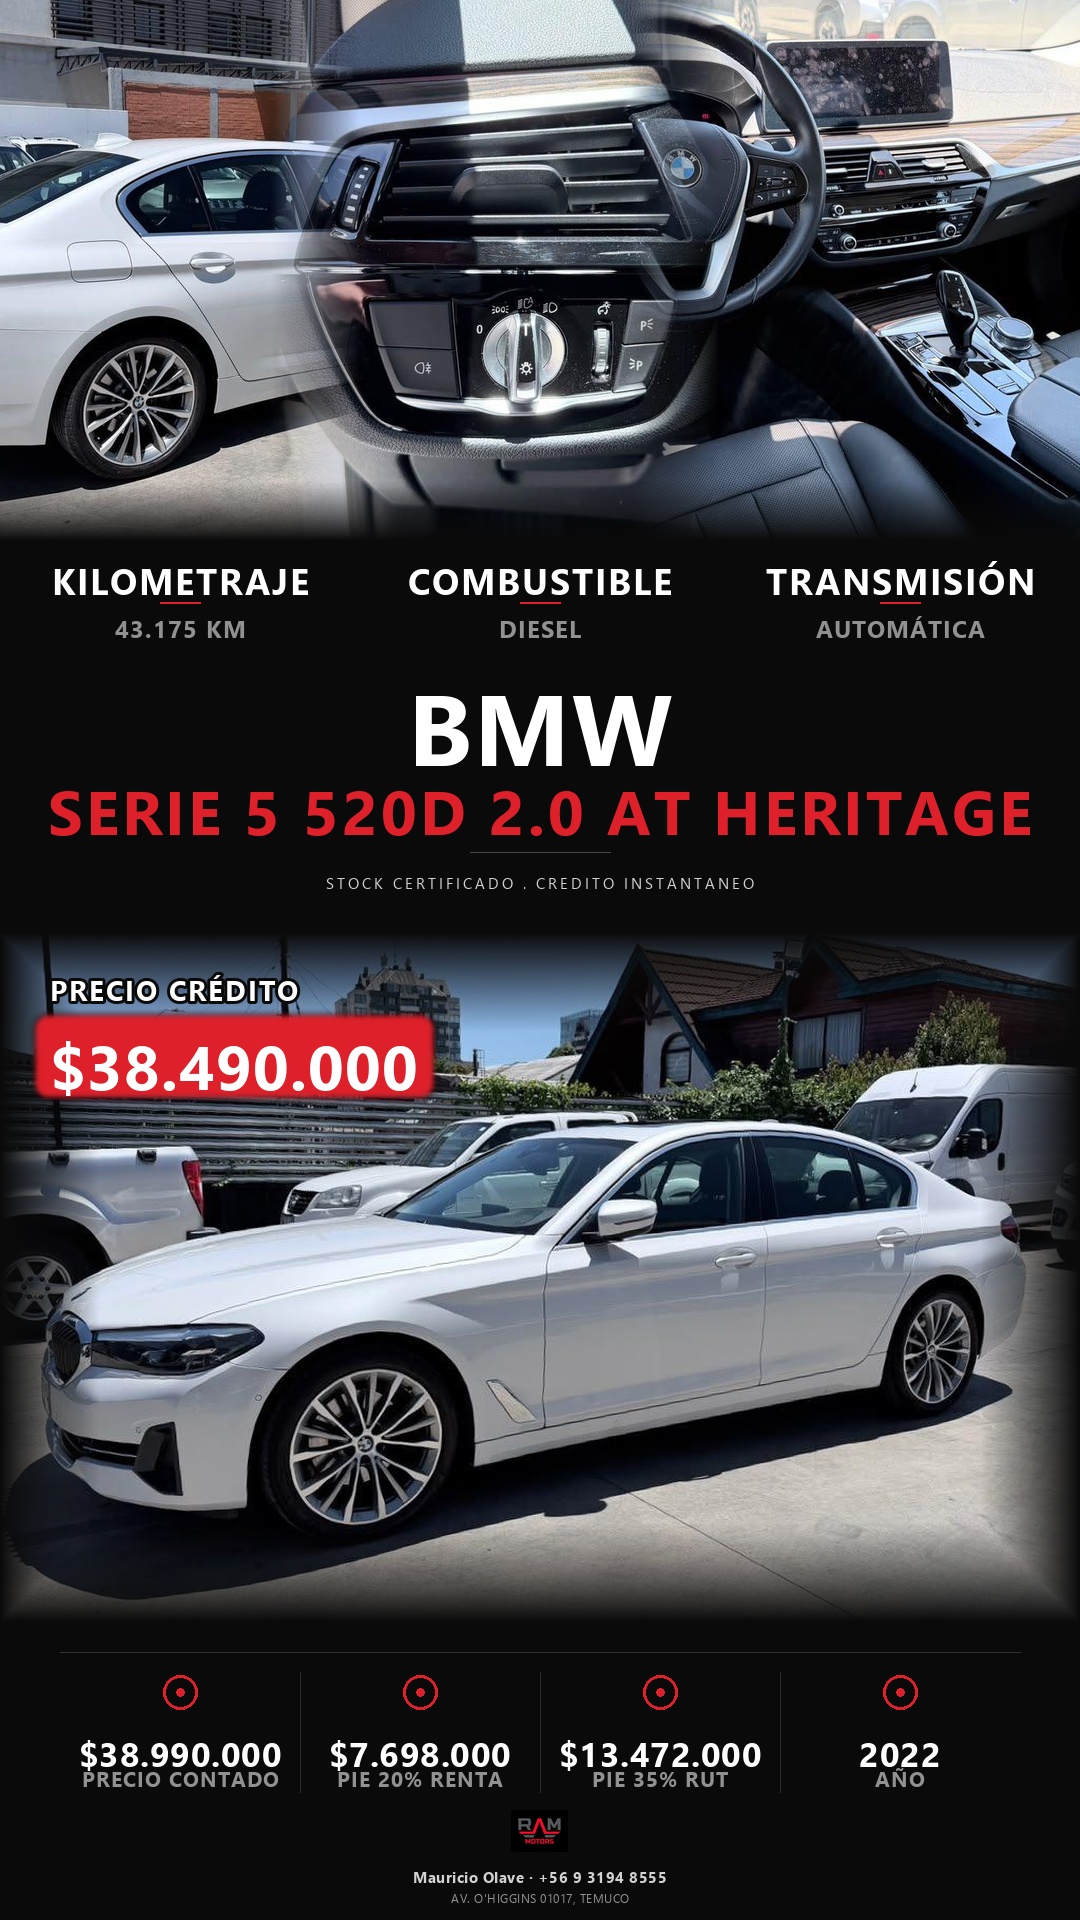 KILOMETRAJE COMBUSTIBLE TRANSMISIÓN
43.175 KM DIESEL AUTOMÁTICA
BMW
SERIE 5 520D 2.0 AT HERITAGE
STOCK CERTIFICADO . CREDITO INSTANTANEO
PRECIO CRÉDITO
$38.490.000
$38.990.000 $7.698.000 $13.472.000 2022
PRECIO CONTADO PIE 20% RENTA PIE 35% RUT AÑO
RAM
MOTORS
Mauricio Olave · +56 9 3194 8555
AV. O'HIGGINS 01017, TEMUCO